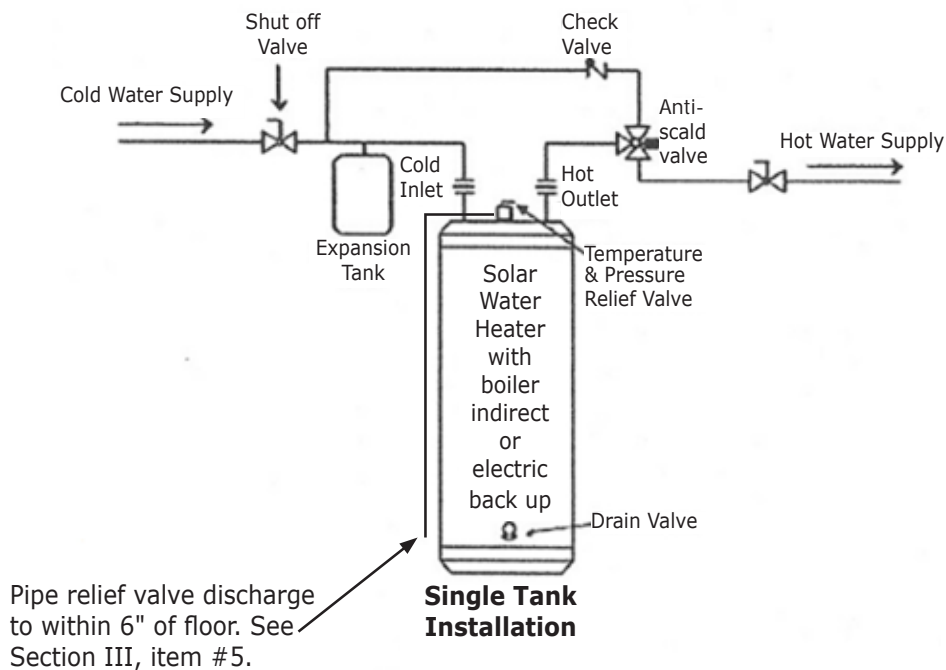 Shut off
Valve
Check
Valve
Cold Water Supply
Anti-
scald
valve
Hot Water Supply
Cold
Inlet
Hot
Outlet
Expansion
Tank
Temperature
& Pressure
Relief Valve
Solar
Water
Heater
with
boiler
indirect
or
electric
back up
Drain Valve
Pipe relief valve discharge
to within 6" of floor. See
Section III, item #5.
Single Tank
Installation